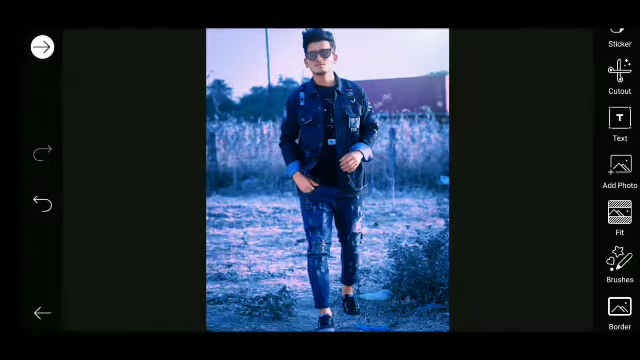 Sticker
Cutout
T
Text
Add Photo
Fit
Brushes
Border